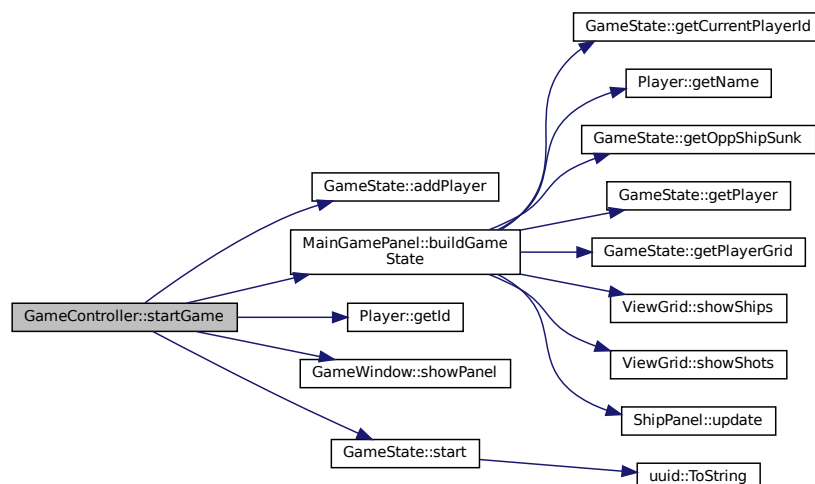 GameController::startGame
GameState::addPlayer
MainGamePanel::buildGame
State
Player::getId
GameWindow::showPanel
GameState::start
GameState::getCurrentPlayerId
Player::getName
GameState::getOppShipSunk
GameState::getPlayer
GameState::getPlayerGrid
ViewGrid::showShips
ViewGrid::showShots
ShipPanel::update
uuid::ToString